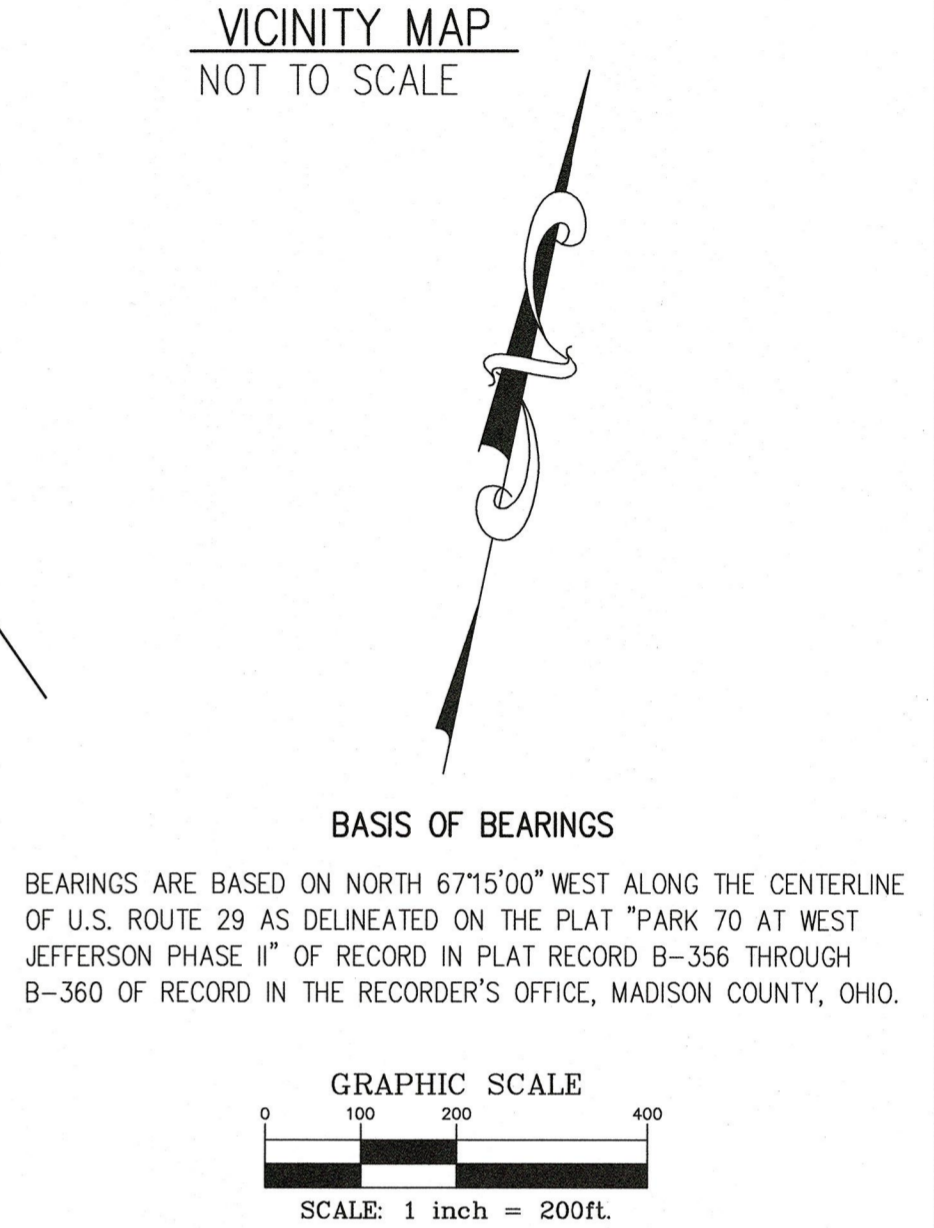 VICINITY MAP
NOT TO SCALE
BASIS OF BEARINGS
BEARINGS ARE BASED ON NORTH 67°15'00" WEST ALONG THE CENTERLINE
OF U.S. ROUTE 29 AS DELINEATED ON THE PLAT "PARK 70 AT WEST
JEFFERSON PHASE II" OF RECORD IN PLAT RECORD B-356 THROUGH
B-360 OF RECORD IN THE RECORDER'S OFFICE, MADISON COUNTY, OHIO.
GRAPHIC SCALE
0 100 200 400
SCALE: 1 inch = 200ft.